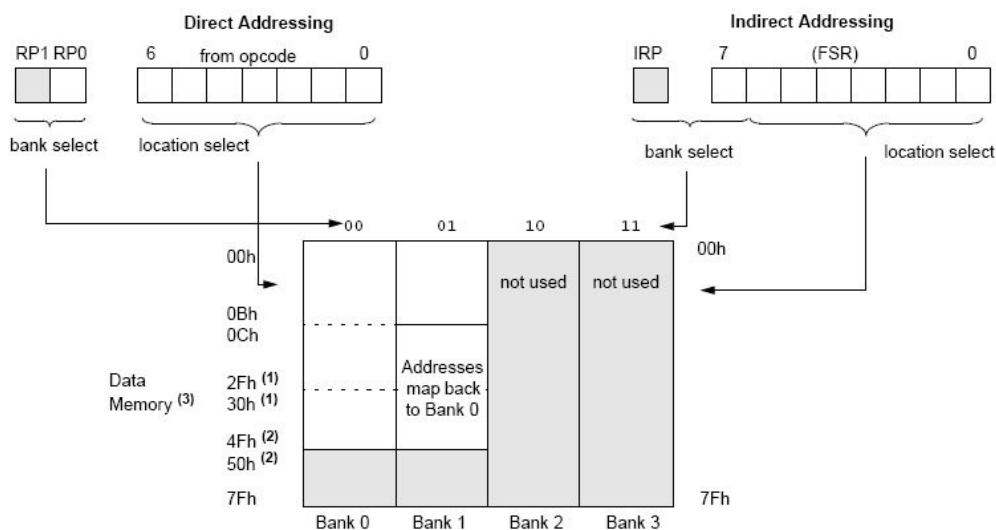 Direct Addressing
Indirect Addressing
RP1 RP0
6 from opcode 0
IRP
7 (FSR) 0
bank select
location select
bank select
location select
00 01 10 11
00h
00h
not used
not used
0Bh
0Ch
Data
Memory (3)
2Fh (1)
30h (1)
Addresses
map back
to Bank 0
4Fh (2)
50h (2)
7Fh
7Fh
Bank 0 Bank 1 Bank 2 Bank 3